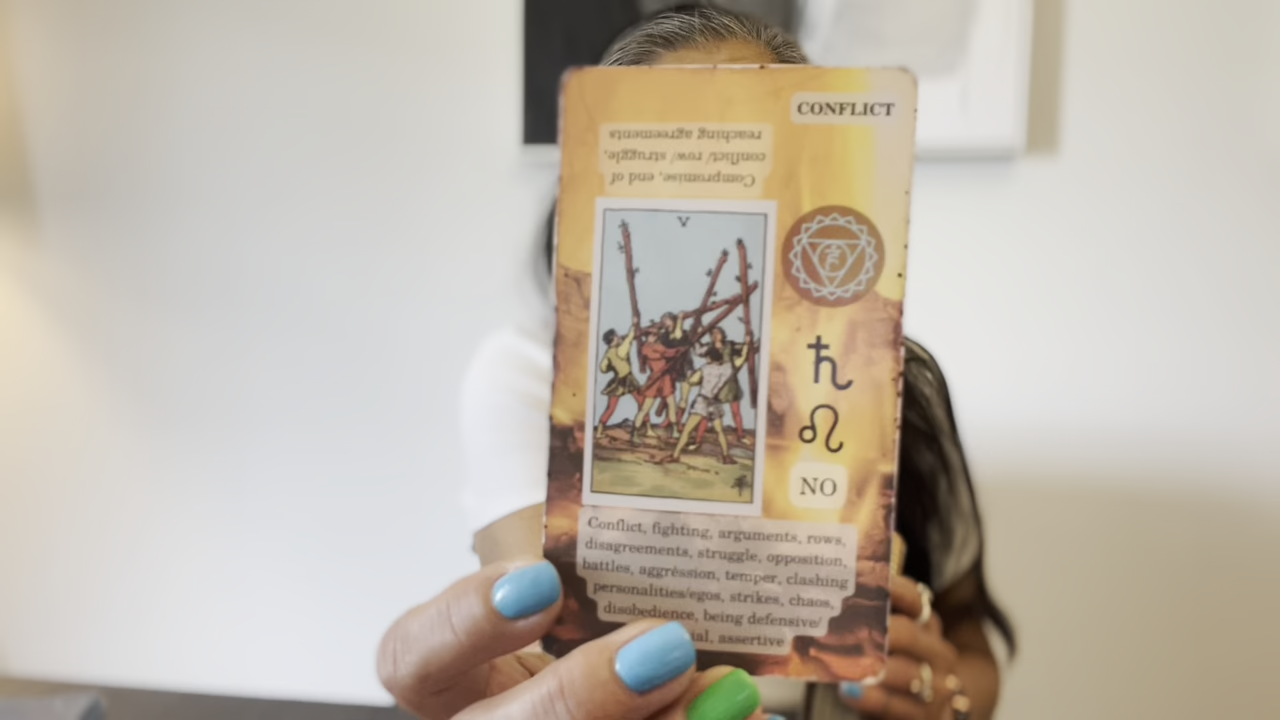 CONFLICT
Compromise, end of
conflict/ row/ struggle,
reaching agreements
V
NO
Conflict, fighting, arguments, rows,
disagreements, struggle, opposition,
battles, aggression, temper, clashing
personalities/egos, strikes, chaos,
disobedience, being defensive/
ial, assertive